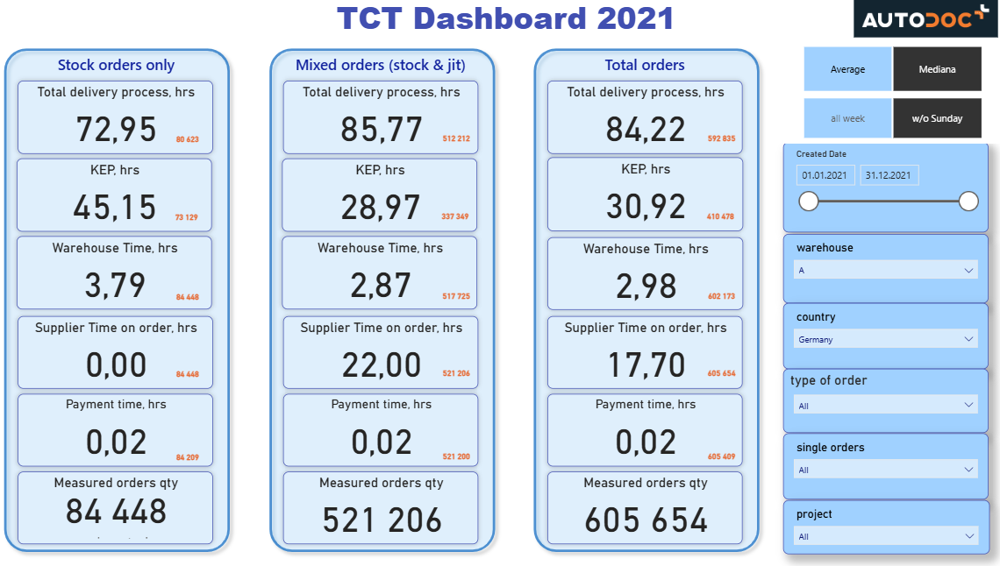 TCT Dashboard 2021
AUTODOC
Stock orders only
Total delivery process, hrs
72,95
80 623
KEP, hrs
45,15
73 129
Warehouse Time, hrs
3,79
84 448
Supplier Time on order, hrs
0,00
84 448
Payment time, hrs
0,02
84 209
Measured orders qty
84 448
Mixed orders (stock & jit)
Total delivery process, hrs
85,77
512 212
KEP, hrs
28,97
337 349
Warehouse Time, hrs
2,87
517 725
Supplier Time on order, hrs
22,00
521 206
Payment time, hrs
0,02
521 200
Measured orders qty
521 206
Total orders
Total delivery process, hrs
84,22
592 835
KEP, hrs
30,92
410 478
Warehouse Time, hrs
2,98
602 173
Supplier Time on order, hrs
17,70
605 654
Payment time, hrs
0,02
605 409
Measured orders qty
605 654
Average
Mediana
all week
w/o Sunday
Created Date
01.01.2021
31.12.2021
warehouse
A
country
Germany
type of order
All
single orders
All
project
All